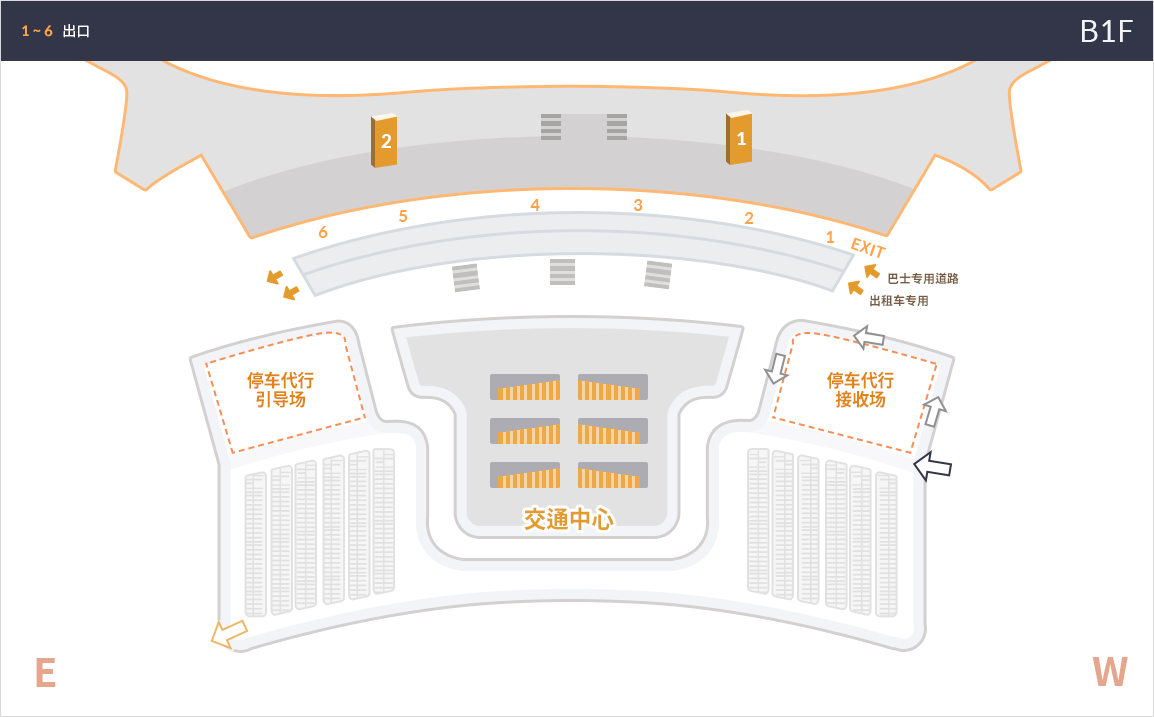 1 ~ 6 出口
B1F
2
1
6
5
4
3
2
1
EXIT
巴士专用道路
出租车专用
停车代行
引导场
停车代行
接收场
交通中心
E
W